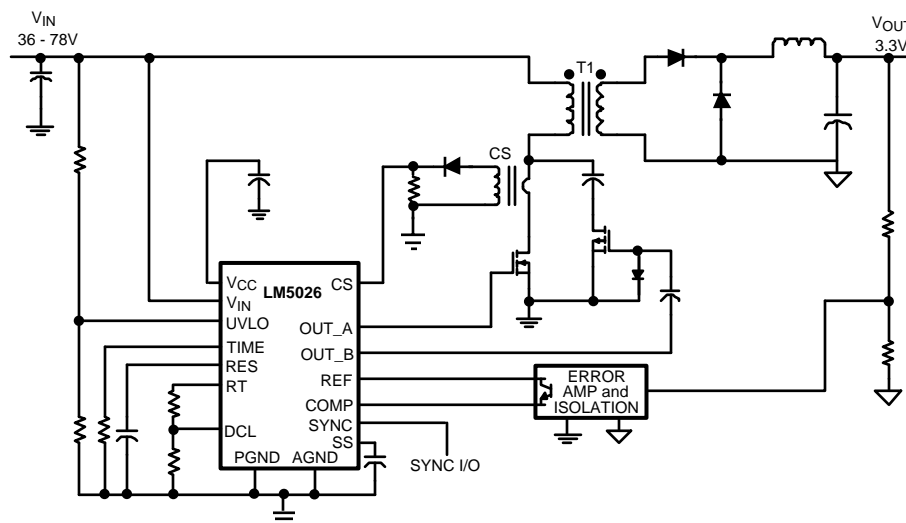 VIN
36 - 78V
VOUT
3.3V
T1
CS
LM5026
VCC
VIN
UVLO
TIME
RES
RT
DCL
PGND
AGND
CS
OUT_A
OUT_B
REF
COMP
SYNC
SS
SYNC I/O
ERROR
AMP and
ISOLATION